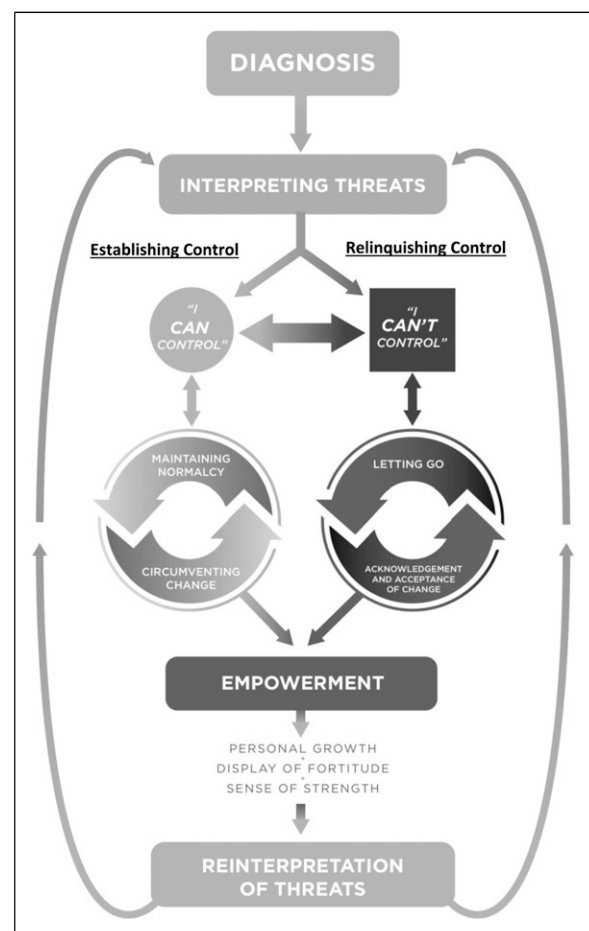 DIAGNOSIS
INTERPRETING THREATS
Establishing Control
Relinquishing Control
"I
CAN
CONTROL"
"I
CAN'T
CONTROL"
MAINTAINING
NORMALCY
CIRCUMVENTING
CHANGE
LETTING GO
ACKNOWLEDGEMENT
AND ACCEPTANCE
OF CHANGE
EMPOWERMENT
PERSONAL GROWTH
DISPLAY OF FORTITUDE
SENSE OF STRENGTH
REINTERPRETATION
OF THREATS